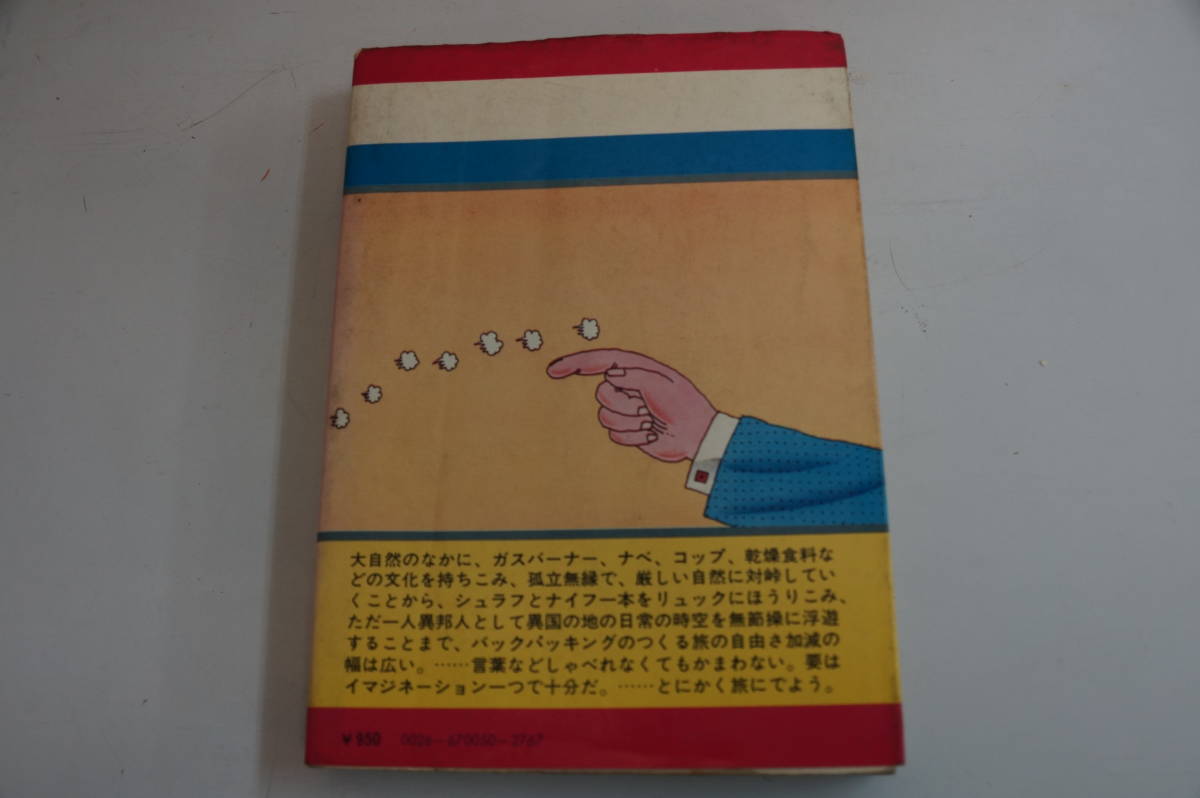 大自然のなかに、ガスバーナー、ナベ、コップ、乾燥食料な
どの文化を持ちこみ、孤立無縁で、厳しい自然に対峙してい
くことから、シュラフとナイフ一本をリュックにほうりこみ、
ただ一人異邦人として異国の地の日常の時空を無節操に浮遊
することまで、バックパッキングのつくる旅の自由さ加減の
幅は広い。……言葉などしゃべれなくてもかまわない。要は
イマジネーション一つで十分だ。……とにかく旅にでよう。
¥950 0026-670050-2767